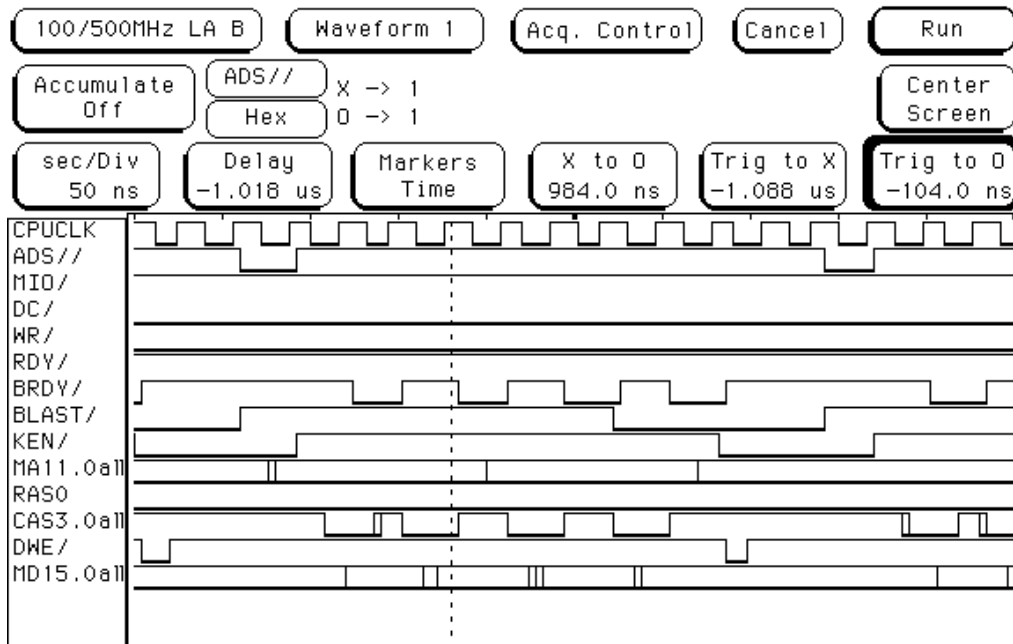 100/500MHz LA B Waveform 1 Acq. Control Cancel Run
Accumulate Off ADS// X -> 1 Center Screen
Hex O -> 1
sec/Div Delay Markers X to O Trig to X Trig to O
50 ns -1.018 us Time 984.0 ns -1.088 us -104.0 ns
CPUCLK
ADS//
MIO/
DC/
WR/
RDY/
BRDY/
BLAST/
KEN/
MA11.0all
RAS0
CAS3.0all
DWE/
MD15.0all